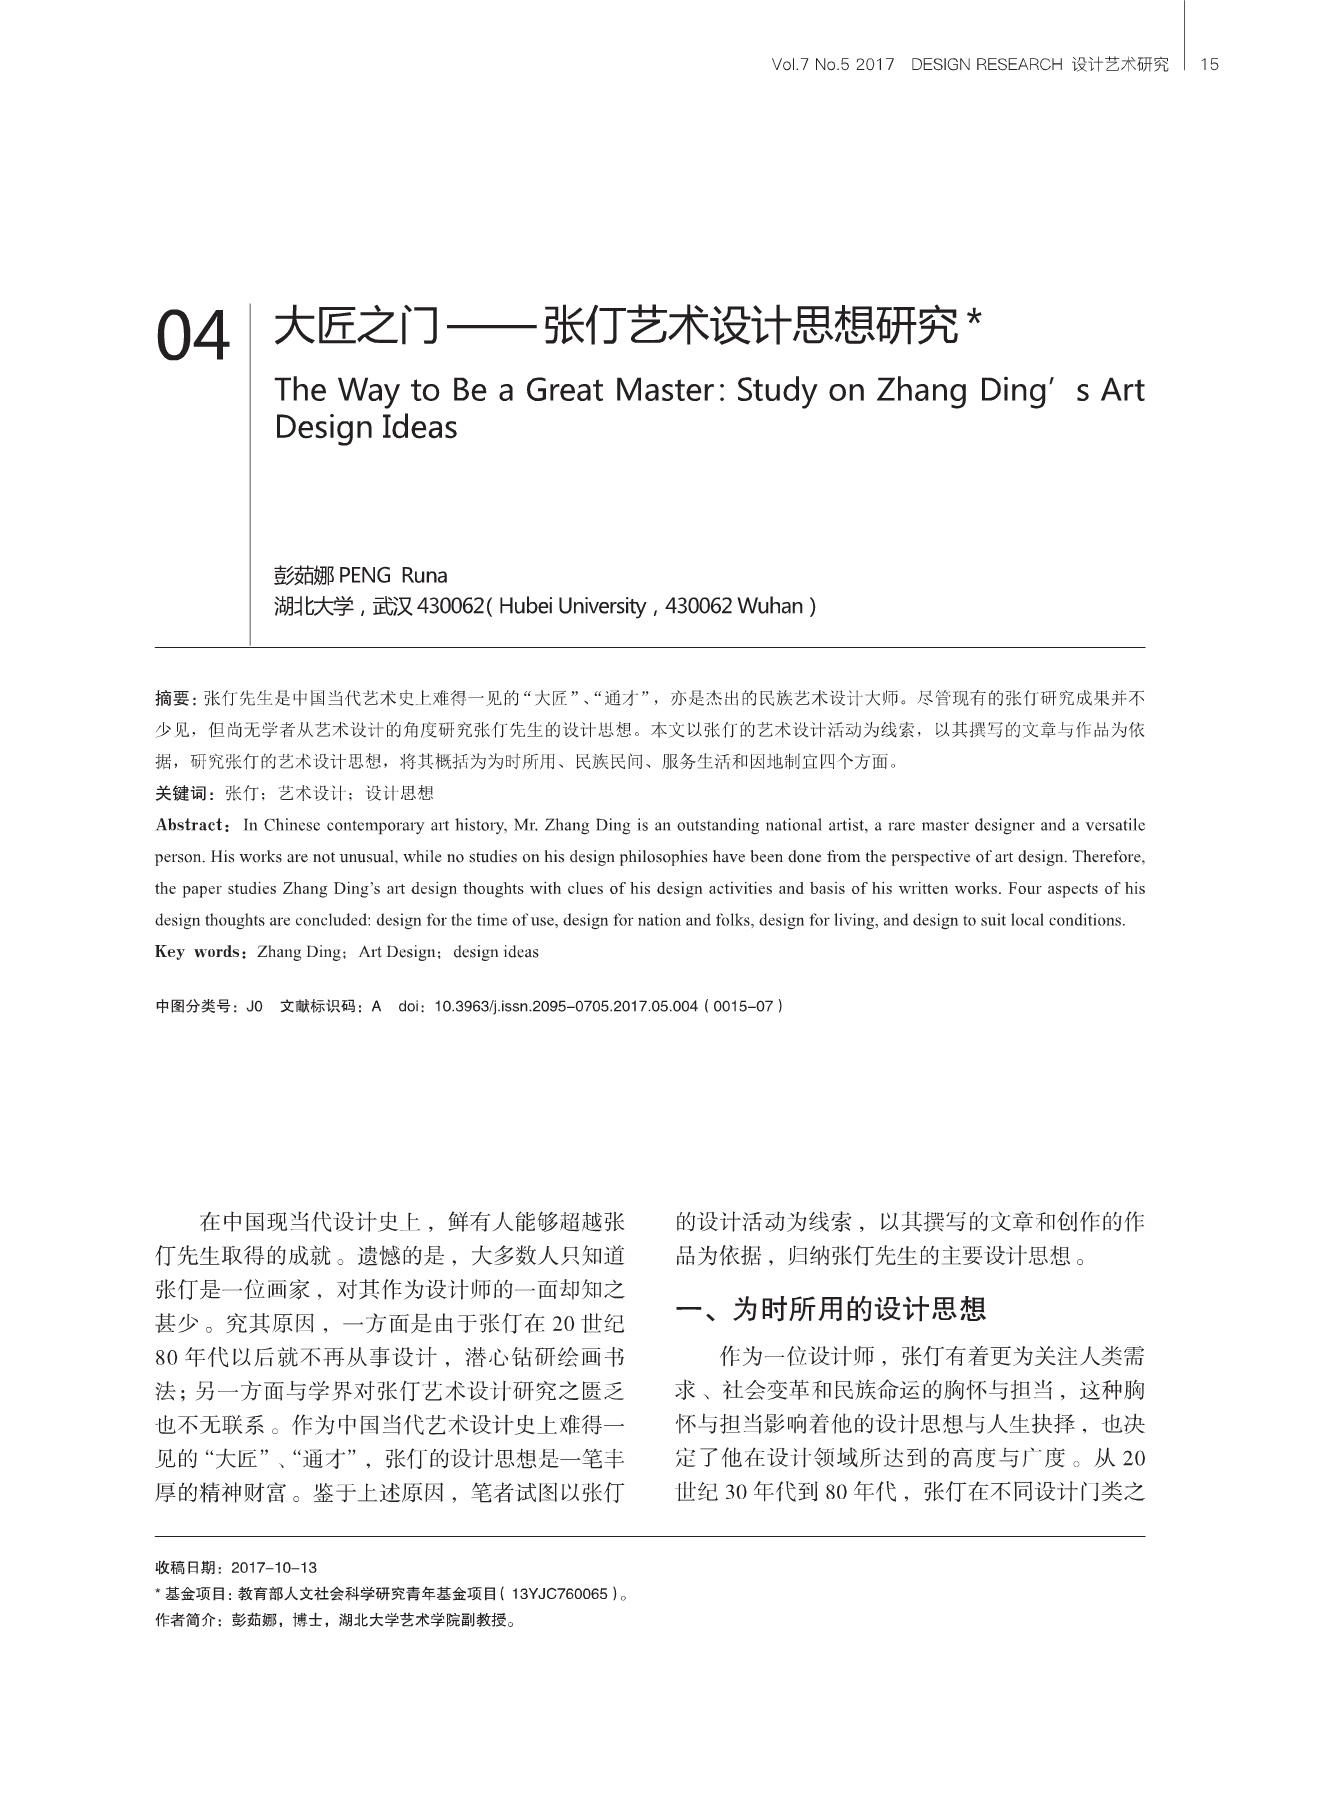 Vol.7 No.5 2017 DESIGN RESEARCH 设计艺术研究 15
04
大匠之门——张仃艺术设计思想研究*
The Way to Be a Great Master: Study on Zhang Ding’s Art
Design Ideas
彭茹娜 PENG Runa
湖北大学，武汉 430062( Hubei University，430062 Wuhan )
摘要：张仃先生是中国当代艺术史上难得一见的“大匠”、“通才”，亦是杰出的民族艺术设计大师。尽管现有的张仃研究成果并不
少见，但尚无学者从艺术设计的角度研究张仃先生的设计思想。本文以张仃的艺术设计活动为线索，以其撰写的文章与作品为依
据，研究张仃的艺术设计思想，将其概括为为时所用、民族民间、服务生活和因地制宜四个方面。
关键词：张仃；艺术设计；设计思想
Abstract：In Chinese contemporary art history, Mr. Zhang Ding is an outstanding national artist, a rare master designer and a versatile
person. His works are not unusual, while no studies on his design philosophies have been done from the perspective of art design. Therefore,
the paper studies Zhang Ding’s art design thoughts with clues of his design activities and basis of his written works. Four aspects of his
design thoughts are concluded: design for the time of use, design for nation and folks, design for living, and design to suit local conditions.
Key words：Zhang Ding；Art Design；design ideas
中图分类号：J0 文献标识码：A doi：10.3963/j.issn.2095-0705.2017.05.004（0015-07）
在中国现当代设计史上，鲜有人能够超越张
仃先生取得的成就。遗憾的是，大多数人只知道
张仃是一位画家，对其作为设计师的一面却知之
甚少。究其原因，一方面是由于张仃在 20 世纪
80 年代以后就不再从事设计，潜心钻研绘画书
法；另一方面与学界对张仃艺术设计研究之匮乏
也不无联系。作为中国当代艺术设计史上难得一
见的“大匠”、“通才”，张仃的设计思想是一笔丰
厚的精神财富。鉴于上述原因，笔者试图以张仃
的设计活动为线索，以其撰写的文章和创作的作
品为依据，归纳张仃先生的主要设计思想。
一、为时所用的设计思想
作为一位设计师，张仃有着更为关注人类需
求、社会变革和民族命运的胸怀与担当，这种胸
怀与担当影响着他的设计思想与人生抉择，也决
定了他在设计领域所达到的高度与广度。从 20
世纪 30 年代到 80 年代，张仃在不同设计门类之
收稿日期：2017-10-13
* 基金项目：教育部人文社会科学研究青年基金项目（13YJC760065）。
作者简介：彭茹娜，博士，湖北大学艺术学院副教授。